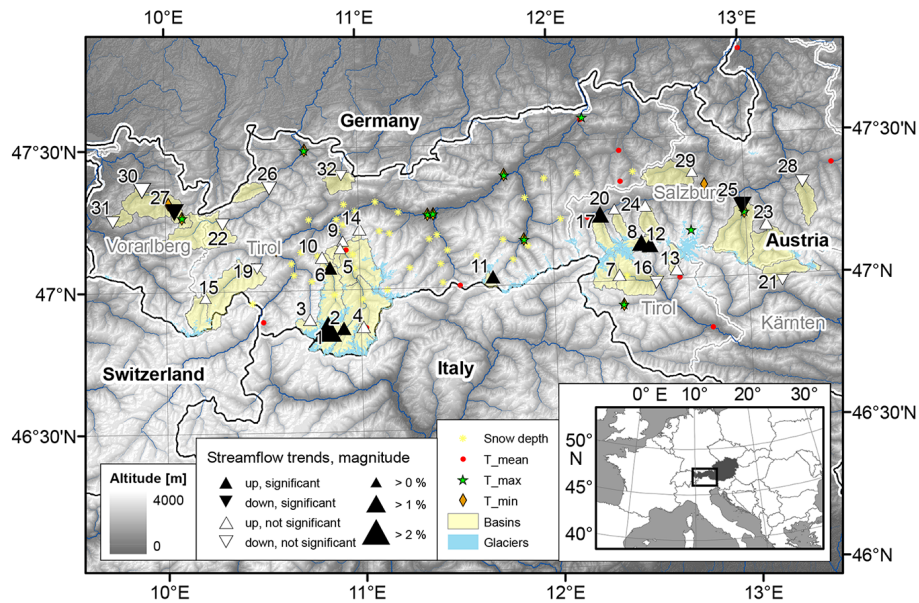 10°E 11°E 12°E 13°E
47°30'N 47°30'N
47°N 47°N
46°30'N 46°30'N
46°N
10°E 11°E 12°E 13°E
Germany
Switzerland
Italy
Austria
Vorarlberg
Tirol
Salzburg
Tirol
Kärnten
30
27
31
22
26
32
19
15
14
9
10
6
5
3
2
1
4
11
20
17
24
8
12
7
16
13
29
25
23
28
21
Altitude [m]
4000
0
Streamflow trends, magnitude
up, significant
down, significant
up, not significant
down, not significant
> 0 %
> 1 %
> 2 %
Snow depth
T_mean
T_max
T_min
Basins
Glaciers
0° E 10° 20° 30°
50°
N
45°
40°